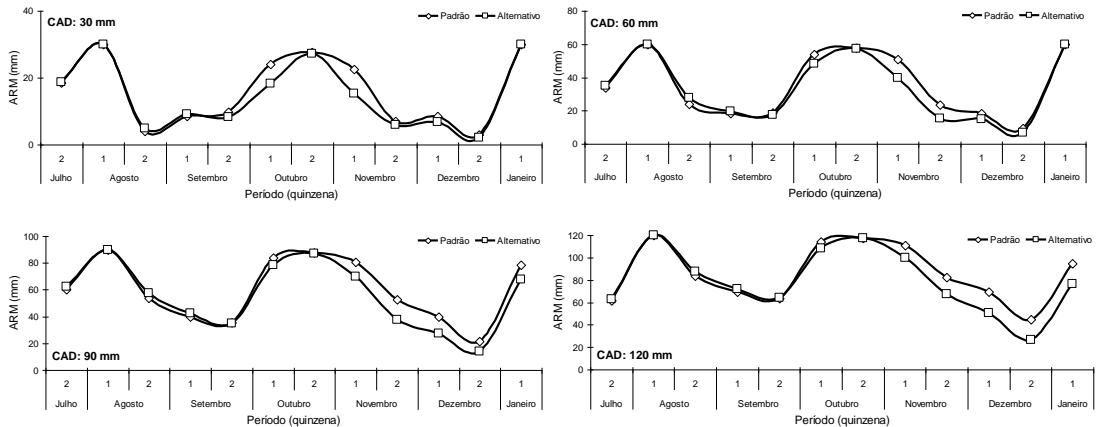 CAD: 30 mm
Padrão Alternativo
ARM (mm)
40
20
0
2 1 2 1 2 1 2 1 2 1 2 1
Julho Agosto Setembro Outubro Novembro Dezembro Janeiro
Período (quinzena)
CAD: 60 mm
Padrão Alternativo
ARM (mm)
80
60
40
20
0
2 1 2 1 2 1 2 1 2 1 2 1
Julho Agosto Setembro Outubro Novembro Dezembro Janeiro
Período (quinzena)
Padrão Alternativo
ARM (mm)
100
80
60
40
20
0
CAD: 90 mm
2 1 2 1 2 1 2 1 2 1 2 1
Julho Agosto Setembro Outubro Novembro Dezembro Janeiro
Período (quinzena)
Padrão Alternativo
ARM (mm)
120
100
80
60
40
20
0
CAD: 120 mm
2 1 2 1 2 1 2 1 2 1 2 1
Julho Agosto Setembro Outubro Novembro Dezembro Janeiro
Período (quinzena)